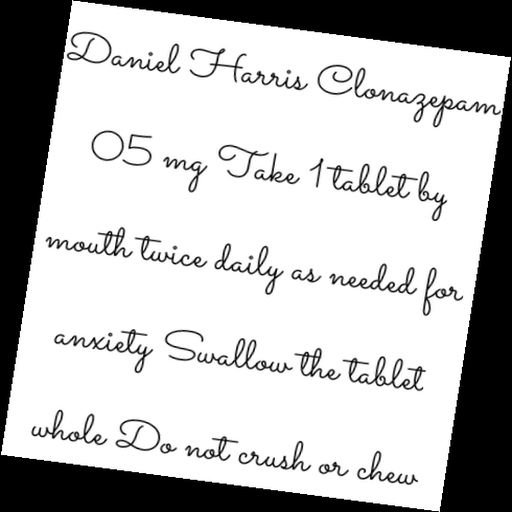 Daniel Harris Clonazepam
05 mg Take 1 tablet by
mouth twice daily as needed for
anxiety Swallow the tablet
whole Do not crush or chew